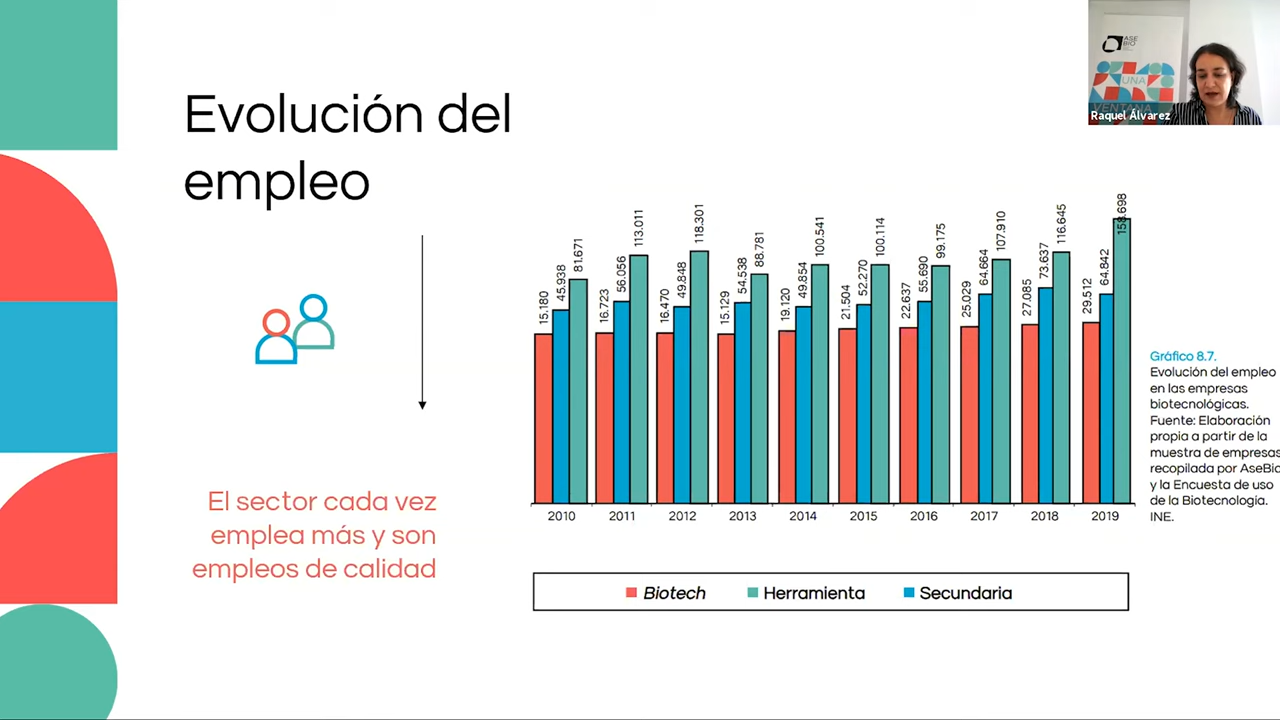 Evolución del
empleo
El sector cada vez
emplea más y son
empleos de calidad
15.180
45.938
81.671
16.723
56.056
113.011
16.470
49.848
118.301
15.129
54.538
88.781
19.120
49.854
100.541
21.504
52.270
100.114
22.637
55.690
99.175
25.029
64.664
107.910
27.085
73.637
116.645
29.512
64.842
2010 2011 2012 2013 2014 2015 2016 2017 2018 2019
Biotech Herramienta Secundaria
Gráfico 8.7.
Evolución del empleo
en las empresas
biotecnológicas.
Fuente: Elaboración
propia a partir de la
muestra de empresas
recopilada por AseBio
y la Encuesta de uso
de la Biotecnología.
INE.
ASE
BIO
UNA
VENTANA
Raquel Álvarez